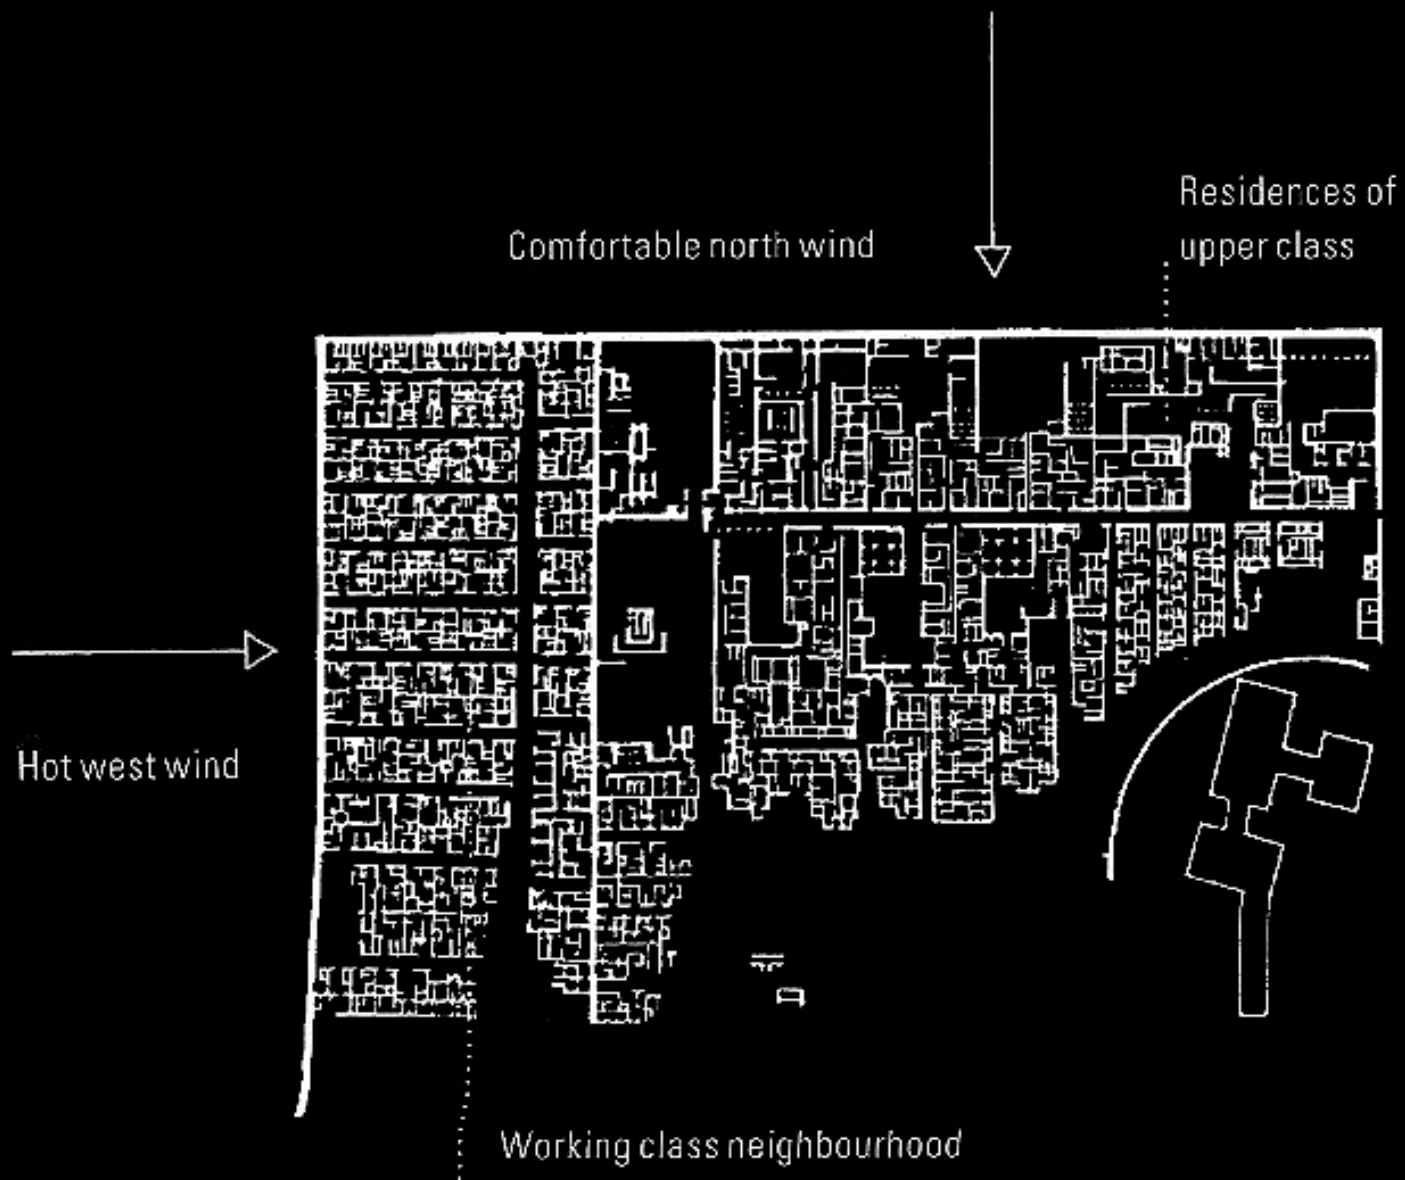 Residences of
upper class
Comfortable north wind
Hot west wind
Working class neighbourhood